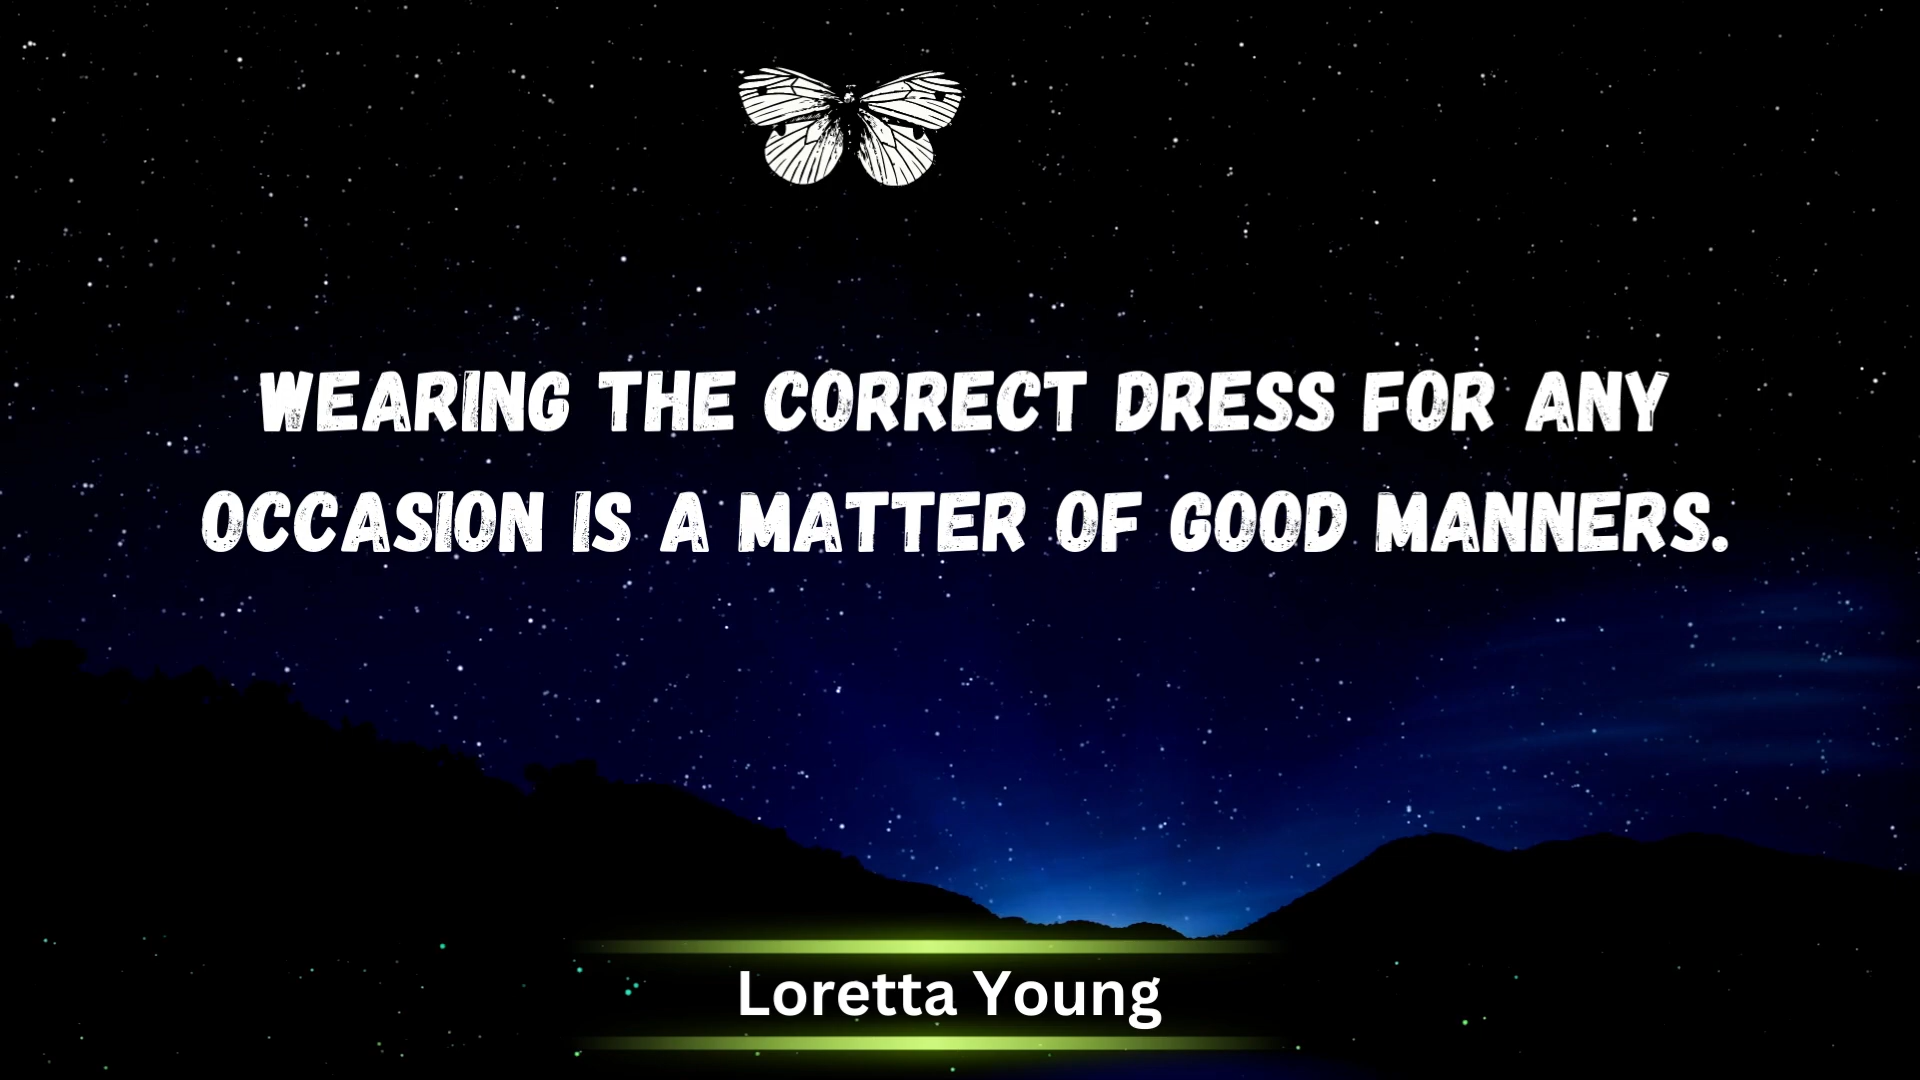 WEARING THE CORRECT DRESS FOR ANY
OCCASION IS A MATTER OF GOOD MANNERS.
Loretta Young